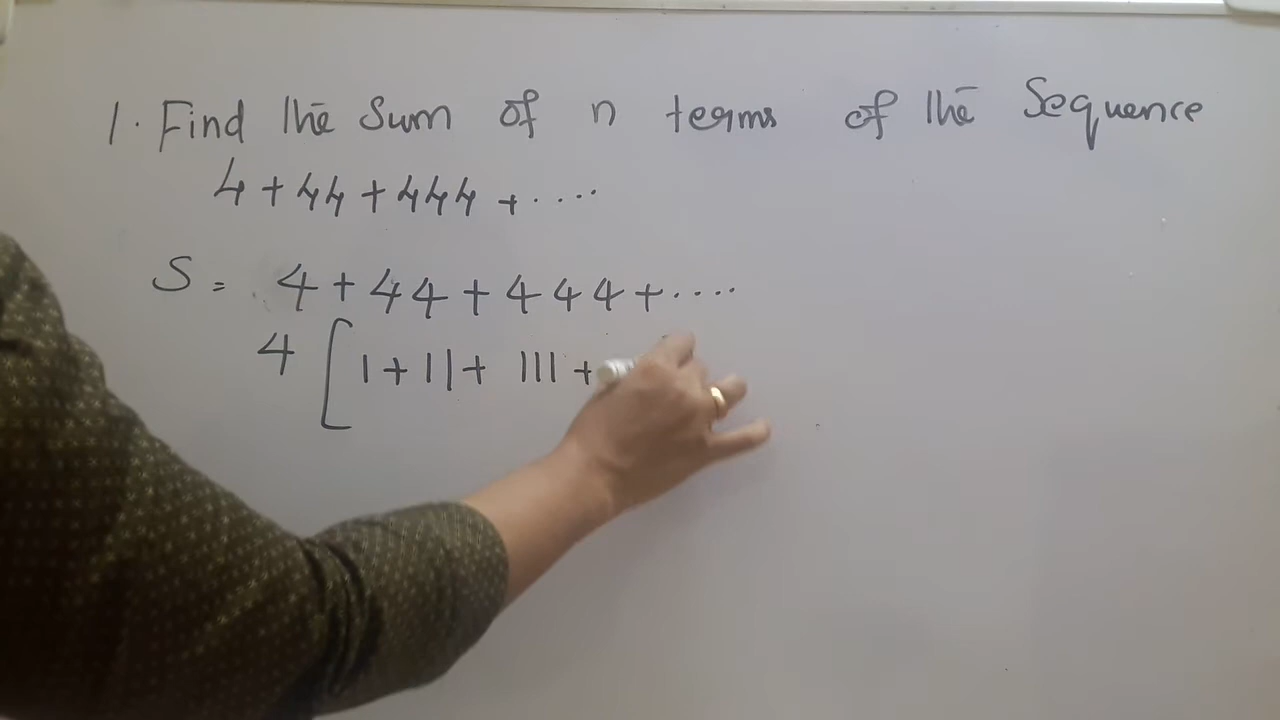 1. Find the Sum of n terms of the Sequence
4 + 44 + 444 + ....
S = 4 + 44 + 444 + ....
4 [ 1 + 11 + 111 +